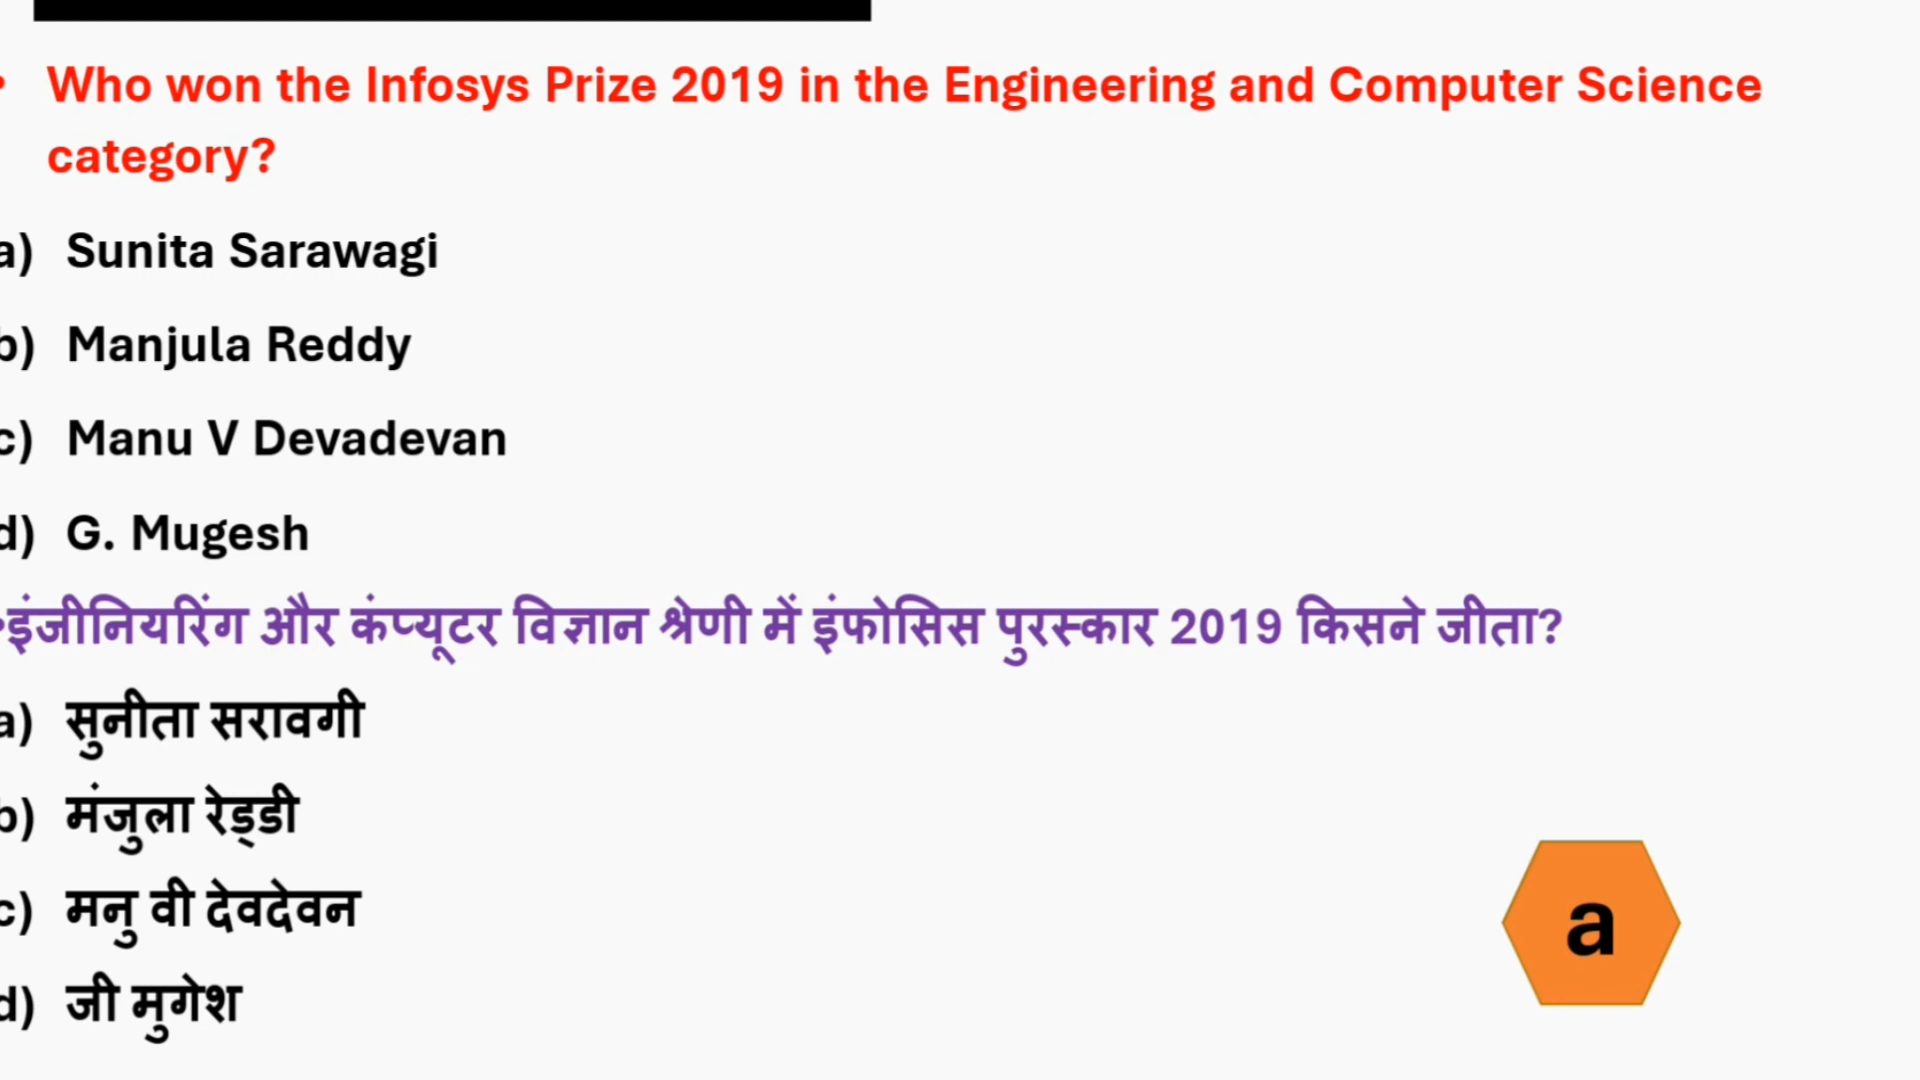 • Who won the Infosys Prize 2019 in the Engineering and Computer Science
category?
a) Sunita Sarawagi
b) Manjula Reddy
c) Manu V Devadevan
d) G. Mugesh
•इंजीनियरिंग और कंप्यूटर विज्ञान श्रेणी में इंफोसिस पुरस्कार 2019 किसने जीता?
a) सुनीता सरावगी
b) मंजुला रेड्डी
c) मनु वी देवदेवन
d) जी मुगेश
a